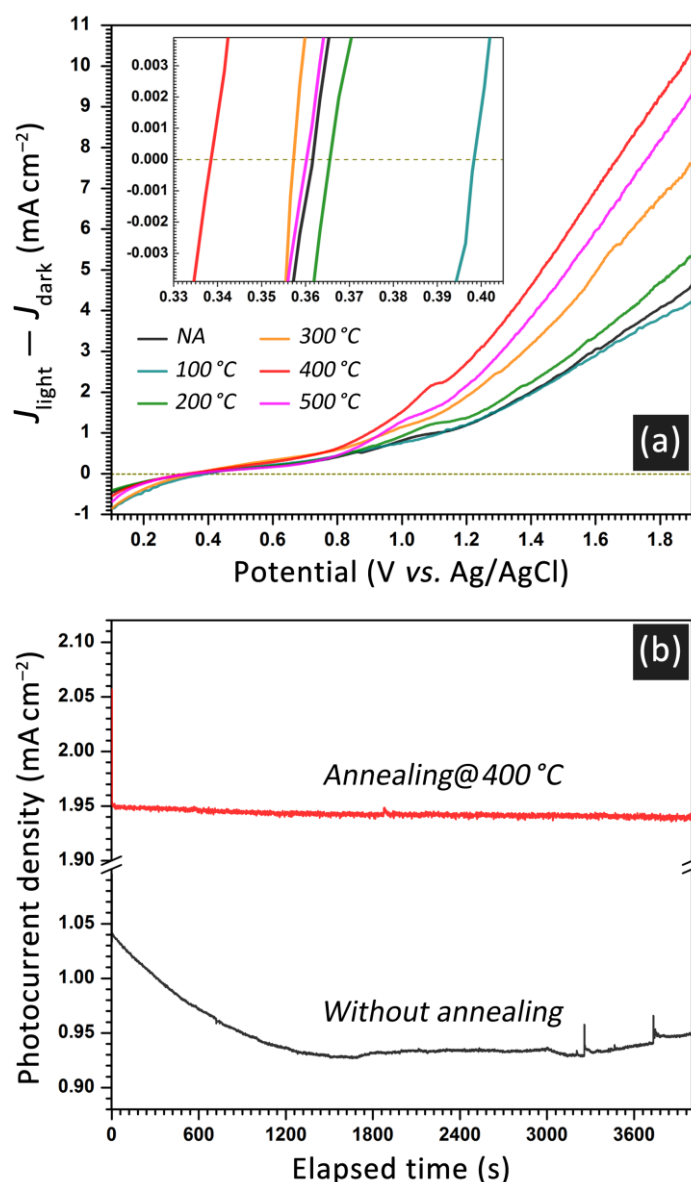 11
10
9
8
7
6
5
4
3
2
1
0
-1
J_light — J_dark (mA cm⁻²)
0.003
0.002
0.001
0.000
-0.001
-0.002
-0.003
0.33 0.34 0.35 0.36 0.37 0.38 0.39 0.40
NA 300 °C
100 °C 400 °C
200 °C 500 °C
(a)
0.2 0.4 0.6 0.8 1.0 1.2 1.4 1.6 1.8
Potential (V vs. Ag/AgCl)
(b)
2.10
2.05
2.00
1.95
1.90
1.05
1.00
0.95
0.90
Photocurrent density (mA cm⁻²)
Annealing@400 °C
Without annealing
0 600 1200 1800 2400 3000 3600
Elapsed time (s)